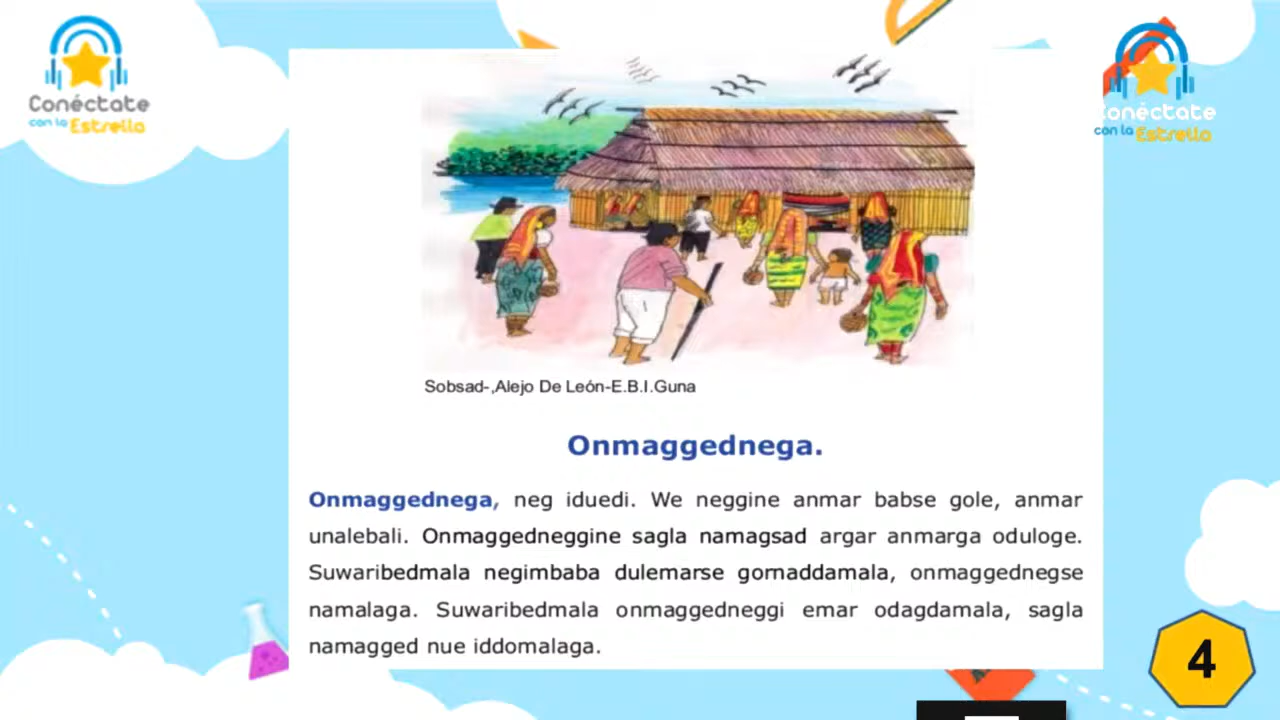 Conéctate
con la Estrella
Conéctate
con la Estrella
Sobsad-,Alejo De León-E.B.I.Guna
Onmaggednega.
Onmaggednega, neg iduedi. We neggine anmar babse gole, anmar
unalebali. Onmaggedneggine sagla namagsad argar anmarga oduloge.
Suwaribedmala negimbaba dulemarse gornaddamala, onmaggednegse
namalaga. Suwaribedmala onmaggedneggi emar odagdamala, sagla
namagged nue iddomalaga.
4